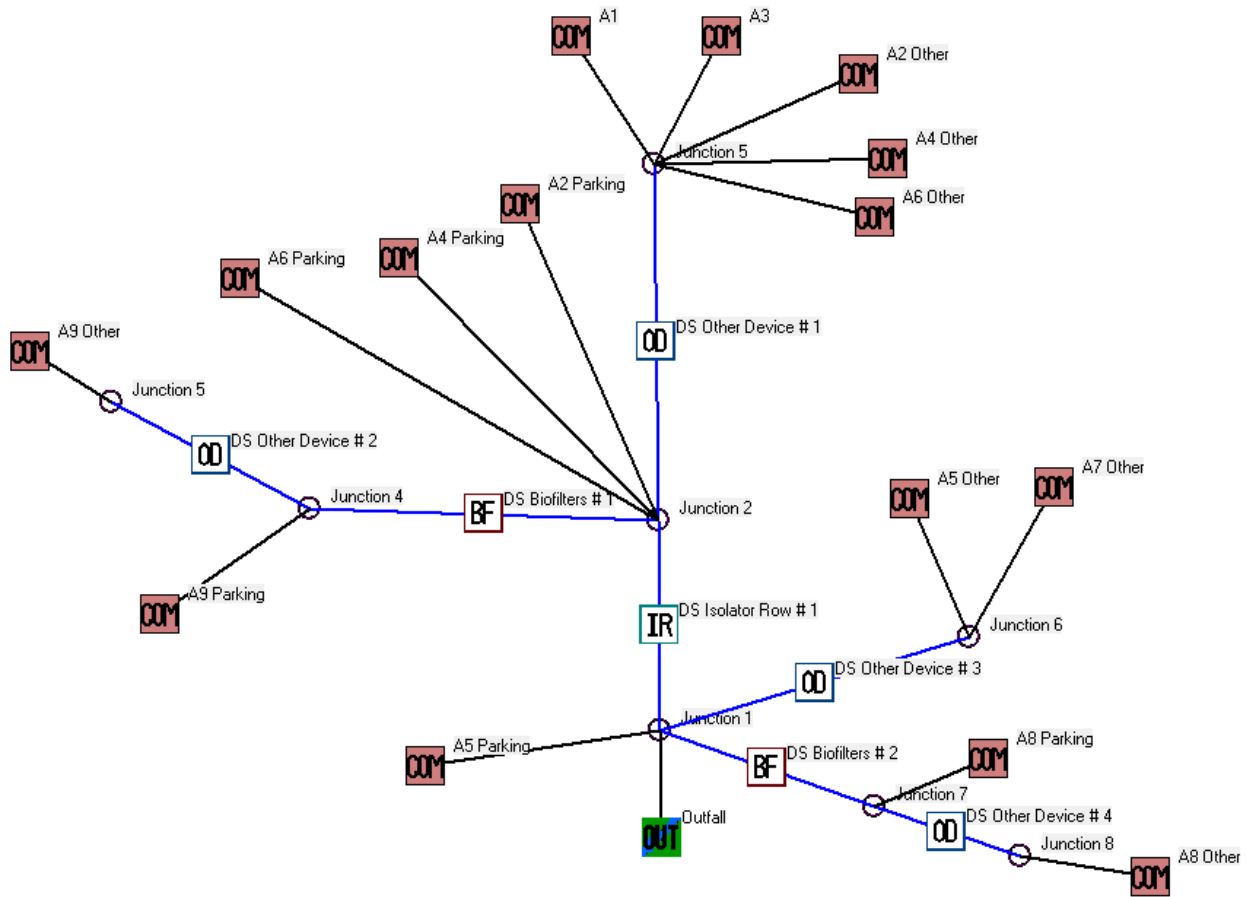 A1
COM
A3
COM
A2 Other
COM
A4 Other
COM
Junction 5
A6 Other
COM
A2 Parking
COM
A4 Parking
COM
A6 Parking
COM
DS Other Device # 1
OD
A9 Other
COM
Junction 5
DS Other Device # 2
OD
Junction 4
DS Biofilters # 1
BF
Junction 2
A5 Other
COM
A7 Other
COM
A9 Parking
COM
DS Isolator Row # 1
IR
Junction 6
DS Other Device # 3
OD
Junction 1
A5 Parking
COM
DS Biofilters # 2
BF
A8 Parking
COM
Junction 7
DS Other Device # 4
OD
Outfall
OUT
Junction 8
A8 Other
COM